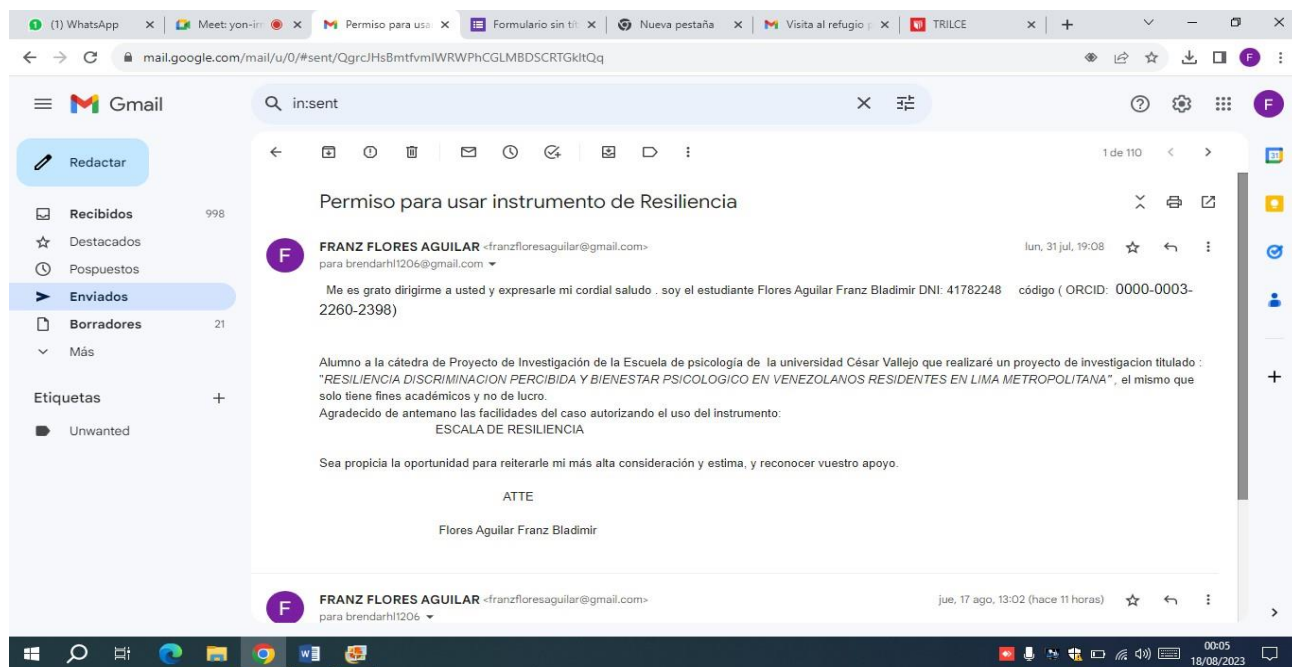 (1) WhatsApp
Meet: yon-im
Permiso para usa
Formulario sin tít
Nueva pestaña
Visita al refugio p
TRILCE
mail.google.com/mail/u/0/#sent/QgrcJHsBmtfvmIWRWPhCGLMBDSCRTGkltQq
F
Gmail
in:sent
F
Redactar
1 de 110
31
Permiso para usar instrumento de Resiliencia
Recibidos 998
Destacados
Pospuestos
Enviados
Borradores 21
Más
Etiquetas
Unwanted
F
FRANZ FLORES AGUILAR <franzfloresaguilar@gmail.com> lun, 31 jul, 19:08
para brendarhl1206@gmail.com
Me es grato dirigirme a usted y expresarle mi cordial saludo . soy el estudiante Flores Aguilar Franz Bladimir DNI: 41782248 código ( ORCID: 0000-0003-
2260-2398)
Alumno a la cátedra de Proyecto de Investigación de la Escuela de psicología de la universidad César Vallejo que realizaré un proyecto de investigacion titulado :
"RESILIENCIA DISCRIMINACION PERCIBIDA Y BIENESTAR PSICOLOGICO EN VENEZOLANOS RESIDENTES EN LIMA METROPOLITANA" , el mismo que
solo tiene fines académicos y no de lucro.
Agradecido de antemano las facilidades del caso autorizando el uso del instrumento:
ESCALA DE RESILIENCIA
Sea propicia la oportunidad para reiterarle mi más alta consideración y estima, y reconocer vuestro apoyo.
ATTE
Flores Aguilar Franz Bladimir
F
FRANZ FLORES AGUILAR <franzfloresaguilar@gmail.com> jue, 17 ago, 13:02 (hace 11 horas)
para brendarhl1206
00:05
18/08/2023